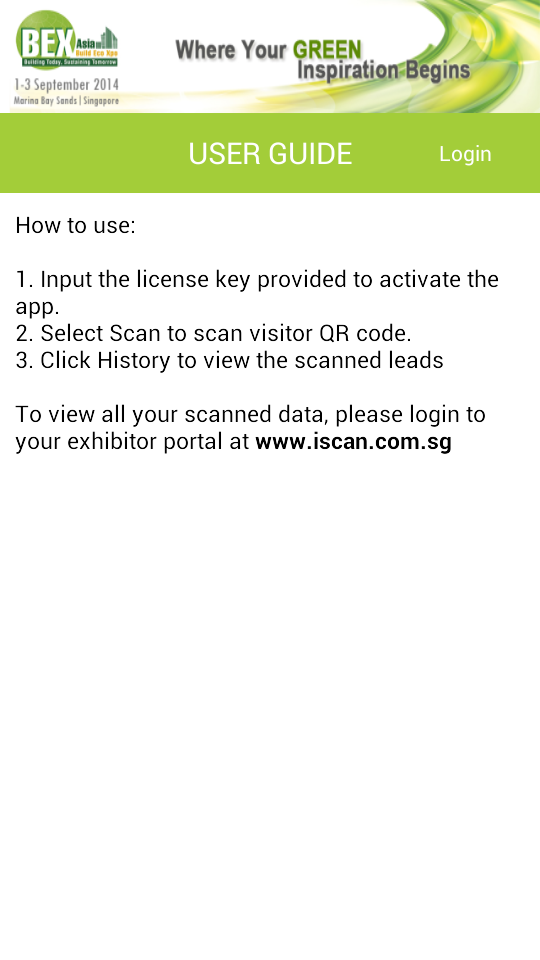 BEX Asia
Build Eco Xpo
Building Today, Sustaining Tomorrow
1-3 September 2014
Marina Bay Sands | Singapore
Where Your GREEN
Inspiration Begins
USER GUIDE
Login
How to use:
1. Input the license key provided to activate the
app.
2. Select Scan to scan visitor QR code.
3. Click History to view the scanned leads
To view all your scanned data, please login to
your exhibitor portal at www.iscan.com.sg